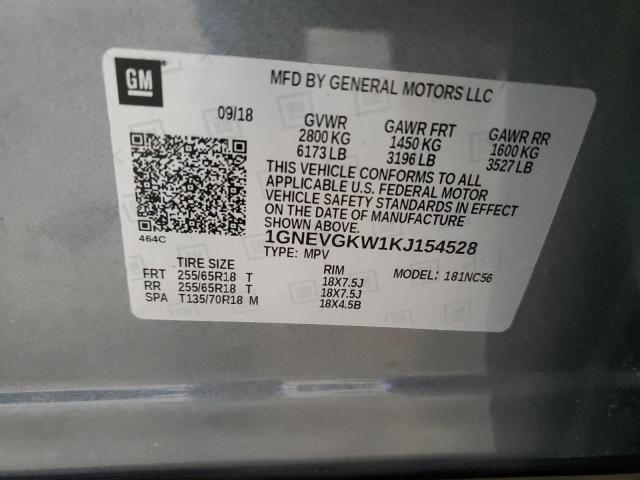 GM
MFD BY GENERAL MOTORS LLC
09/18
GVWR GAWR FRT GAWR RR
2800 KG 1450 KG 1600 KG
6173 LB 3196 LB 3527 LB
THIS VEHICLE CONFORMS TO ALL
APPLICABLE U.S. FEDERAL MOTOR
VEHICLE SAFETY STANDARDS IN EFFECT
ON THE DATE OF MANUFACTURE
SHOWN ABOVE.
464C
1GNEVGKW1KJ154528
TYPE: MPV
MODEL: 181NC56
TIRE SIZE RIM
FRT 255/65R18 T 18X7.5J
RR 255/65R18 T 18X7.5J
SPA T135/70R18 M 18X4.5B